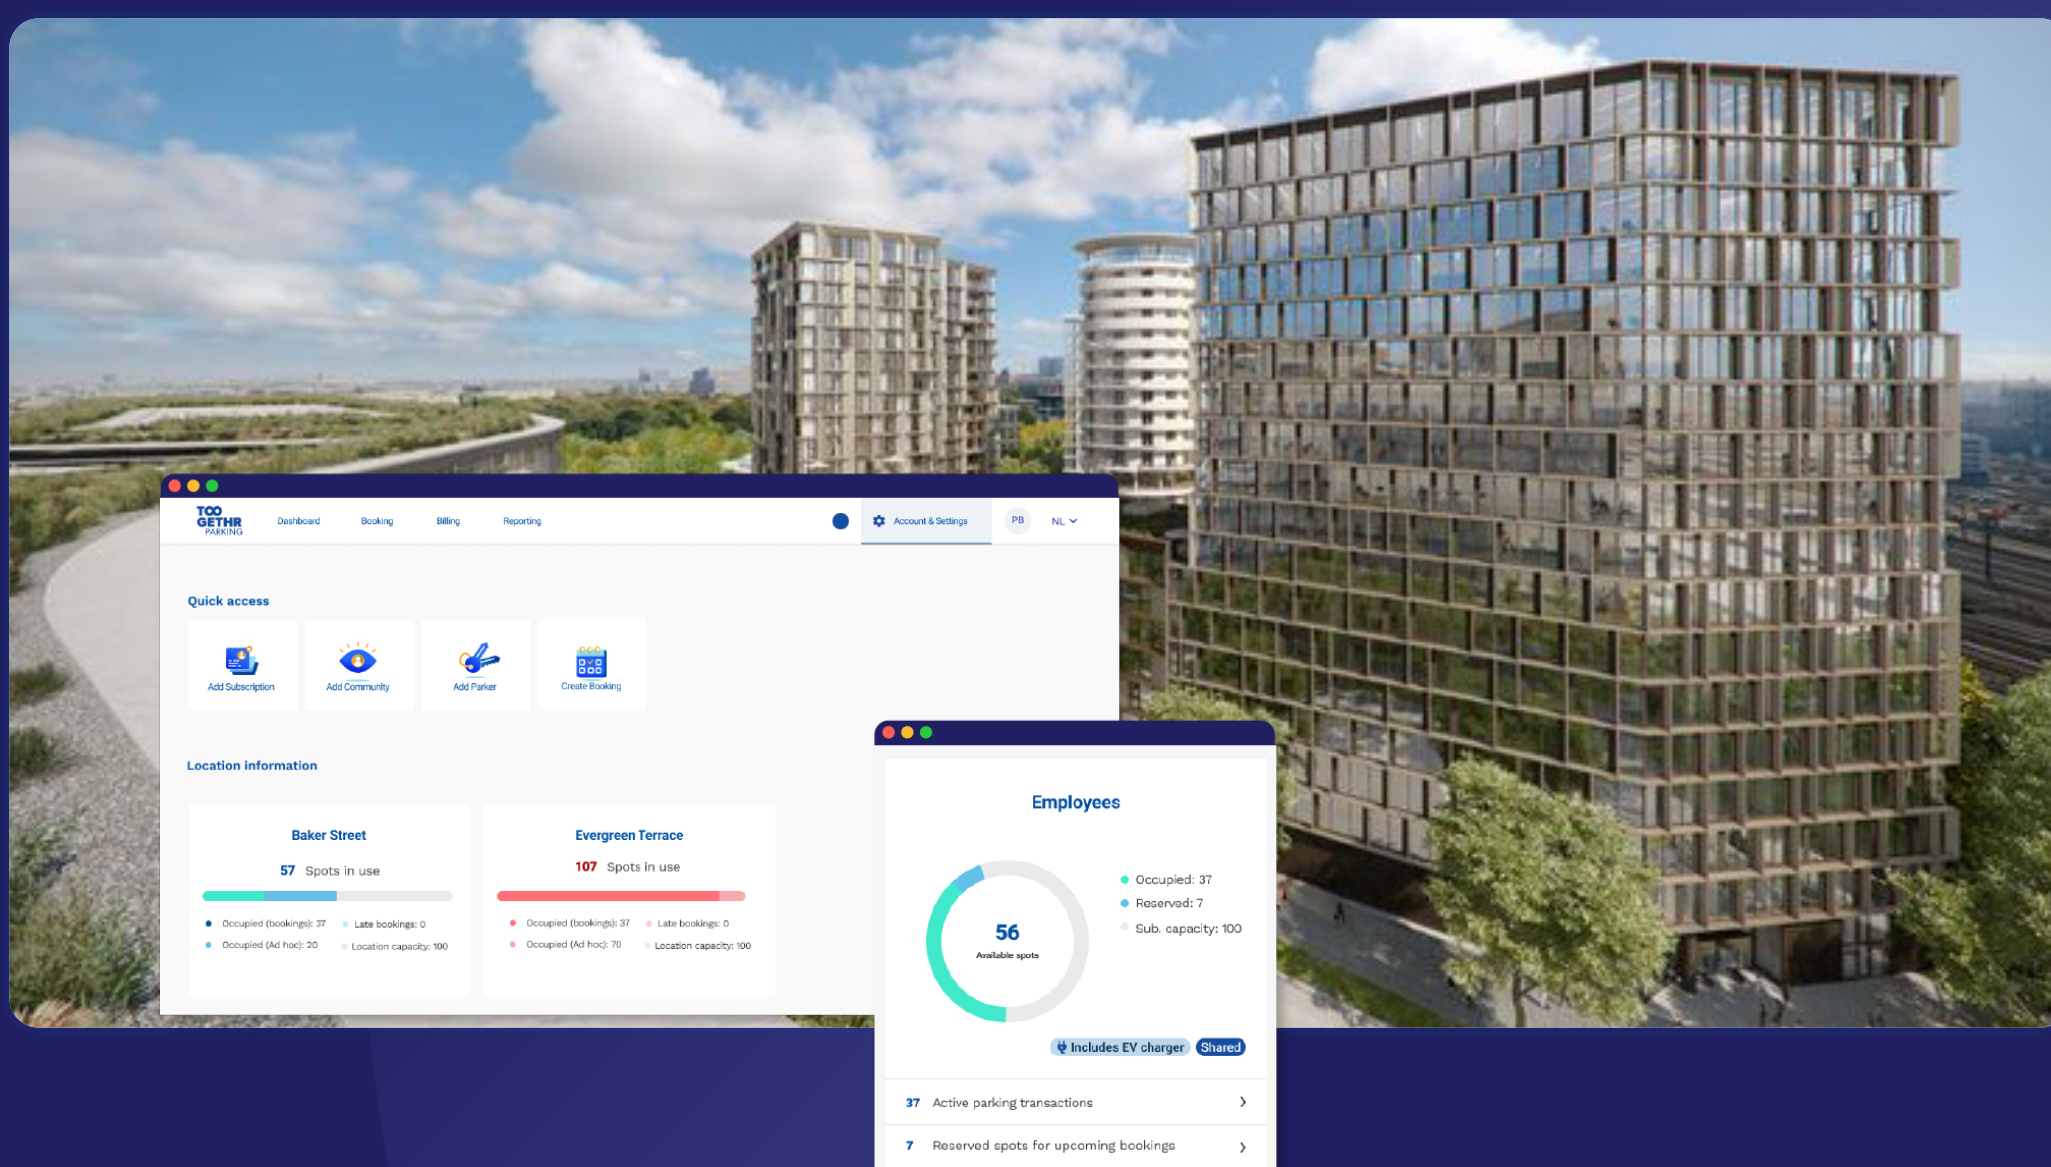 TOO
GETHR
PARKING
Dashboard
Booking
Billing
Reporting
Account & Settings
PB
NL
Quick access
Add Subscription
Add Community
Add Parker
Create Booking
Location information
Baker Street
57 Spots in use
Occupied (bookings): 37
Late bookings: 0
Occupied (Ad hoc): 20
Location capacity: 100
Evergreen Terrace
107 Spots in use
Occupied (bookings): 37
Late bookings: 0
Occupied (Ad hoc): 70
Location capacity: 100
Employees
56
Available spots
Occupied: 37
Reserved: 7
Sub. capacity: 100
Includes EV charger
Shared
37 Active parking transactions
7 Reserved spots for upcoming bookings